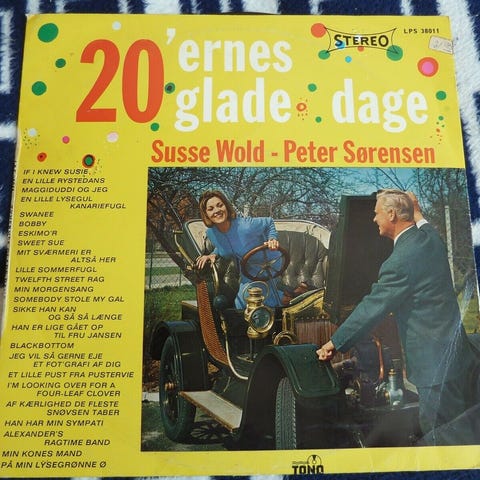 STEREO
LPS 38011
20'ernes
glade dage
Susse Wold - Peter Sørensen
IF I KNEW SUSIE,
EN LILLE RYSTEDANS
MAGGIDUDDI OG JEG
EN LILLE LYSEGUL
KANARIEFUGL
SWANEE
BOBBY
ESKIMO'R
SWEET SUE
MIT SVÆRMERI ER
ALTSÅ HER
LILLE SOMMERFUGL
TWELFTH STREET RAG
MIN MORGENSANG
SOMEBODY STOLE MY GAL
SIKKE HAN KAN
OG SÅ SÅ LÆNGE
HAN ER LIGE GÅET OP
TIL FRU JANSEN
BLACKBOTTOM
JEG VIL SÅ GERNE EJE
ET FOT'GRAFI AF DIG
ET LILLE PUST FRA PUSTERVIE
I'M LOOKING OVER FOR A
FOUR-LEAF CLOVER
AF KÆRLIGHED DE FLESTE
SNØVSEN TABER
HAN HAR MIN SYMPATI
ALEXANDER'S
RAGTIME BAND
MIN KONES MAND
PÅ MIN LYSEGRØNNE Ø
TONO